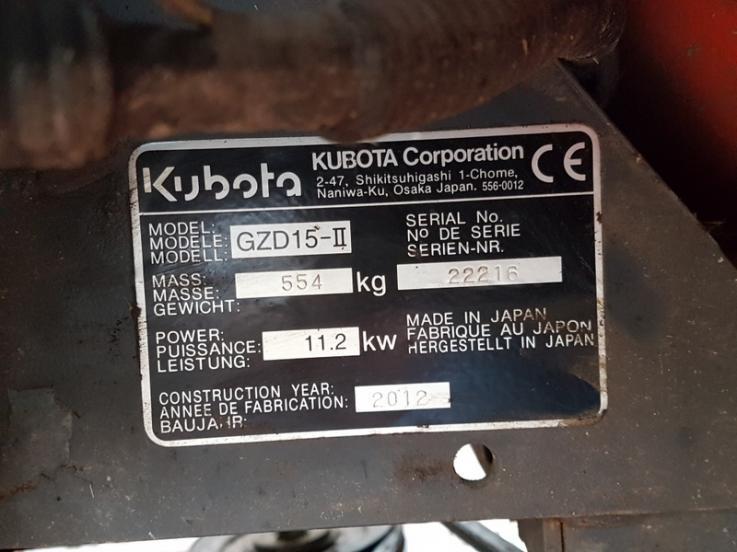 Kubota
KUBOTA Corporation
2-47, Shikitsuhigashi 1-Chome,
Naniwa-Ku, Osaka Japan. 556-0012
CE
MODEL:
MODELE: GZD15-II
MODELL:
SERIAL No.
Nº DE SERIE
SERIEN-NR.
22216
MASS:
MASSE: 554 kg
GEWICHT:
POWER:
PUISSANCE: 11.2 kw
LEISTUNG:
MADE IN JAPAN
FABRIQUE AU JAPON
HERGESTELLT IN JAPAN
CONSTRUCTION YEAR:
ANNEE DE FABRICATION: 2012
BAUJAHR: